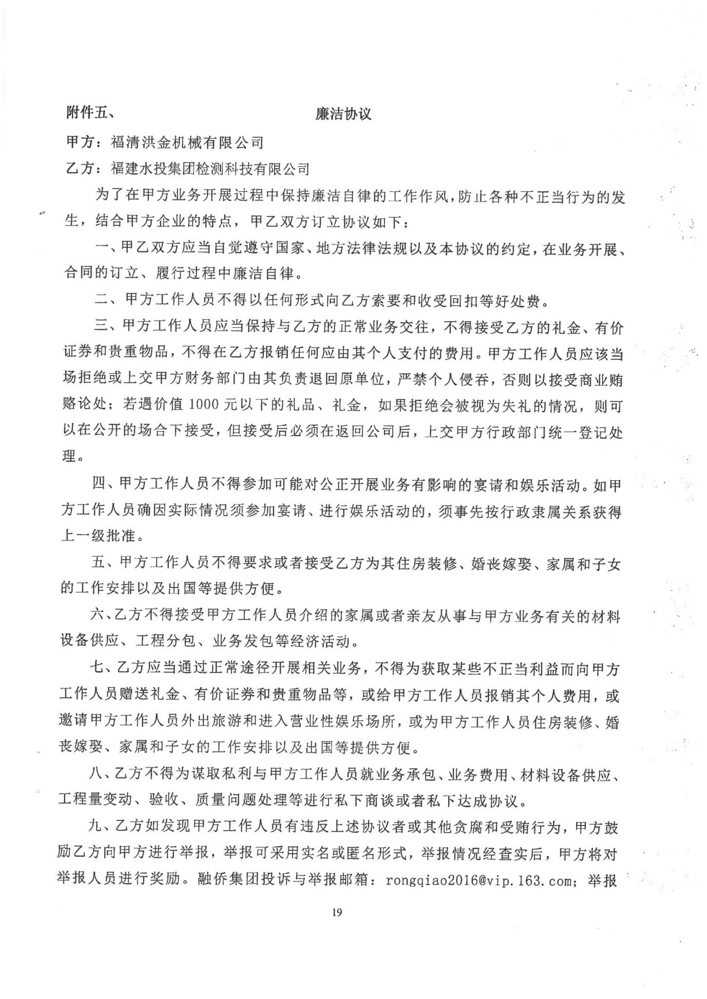 附件五、 廉洁协议
甲方：福清洪金机械有限公司
乙方：福建水投集团检测科技有限公司
为了在甲方业务开展过程中保持廉洁自律的工作作风，防止各种不正当行为的发
生，结合甲方企业的特点，甲乙双方订立协议如下：
一、甲乙双方应当自觉遵守国家、地方法律法规以及本协议的约定，在业务开展、
合同的订立、履行过程中廉洁自律。
二、甲方工作人员不得以任何形式向乙方索要和收受回扣等好处费。
三、甲方工作人员应当保持与乙方的正常业务交往，不得接受乙方的礼金、有价
证券和贵重物品，不得在乙方报销任何应由其个人支付的费用。甲方工作人员应该当
场拒绝或上交甲方财务部门由其负责退回原单位，严禁个人侵吞，否则以接受商业贿
赂论处；若遇价值 1000 元以下的礼品、礼金，如果拒绝会被视为失礼的情况，则可
以在公开的场合下接受，但接受后必须在返回公司后，上交甲方行政部门统一登记处
理。
四、甲方工作人员不得参加可能对公正开展业务有影响的宴请和娱乐活动。如甲
方工作人员确因实际情况须参加宴请、进行娱乐活动的，须事先按行政隶属关系获得
上一级批准。
五、甲方工作人员不得要求或者接受乙方为其住房装修、婚丧嫁娶、家属和子女
的工作安排以及出国等提供方便。
六、乙方不得接受甲方工作人员介绍的家属或者亲友从事与甲方业务有关的材料
设备供应、工程分包、业务发包等经济活动。
七、乙方应当通过正常途径开展相关业务，不得为获取某些不正当利益而向甲方
工作人员赠送礼金、有价证券和贵重物品等，或给甲方工作人员报销其个人费用，或
邀请甲方工作人员外出旅游和进入营业性娱乐场所，或为甲方工作人员住房装修、婚
丧嫁娶、家属和子女的工作安排以及出国等提供方便。
八、乙方不得为谋取私利与甲方工作人员就业务承包、业务费用、材料设备供应、
工程量变动、验收、质量问题处理等进行私下商谈或者私下达成协议。
九、乙方如发现甲方工作人员有违反上述协议者或其他贪腐和受贿行为，甲方鼓
励乙方向甲方进行举报，举报可采用实名或匿名形式，举报情况经查实后，甲方将对
举报人员进行奖励。融侨集团投诉与举报邮箱：rongqiao2016@vip.163.com；举报
19